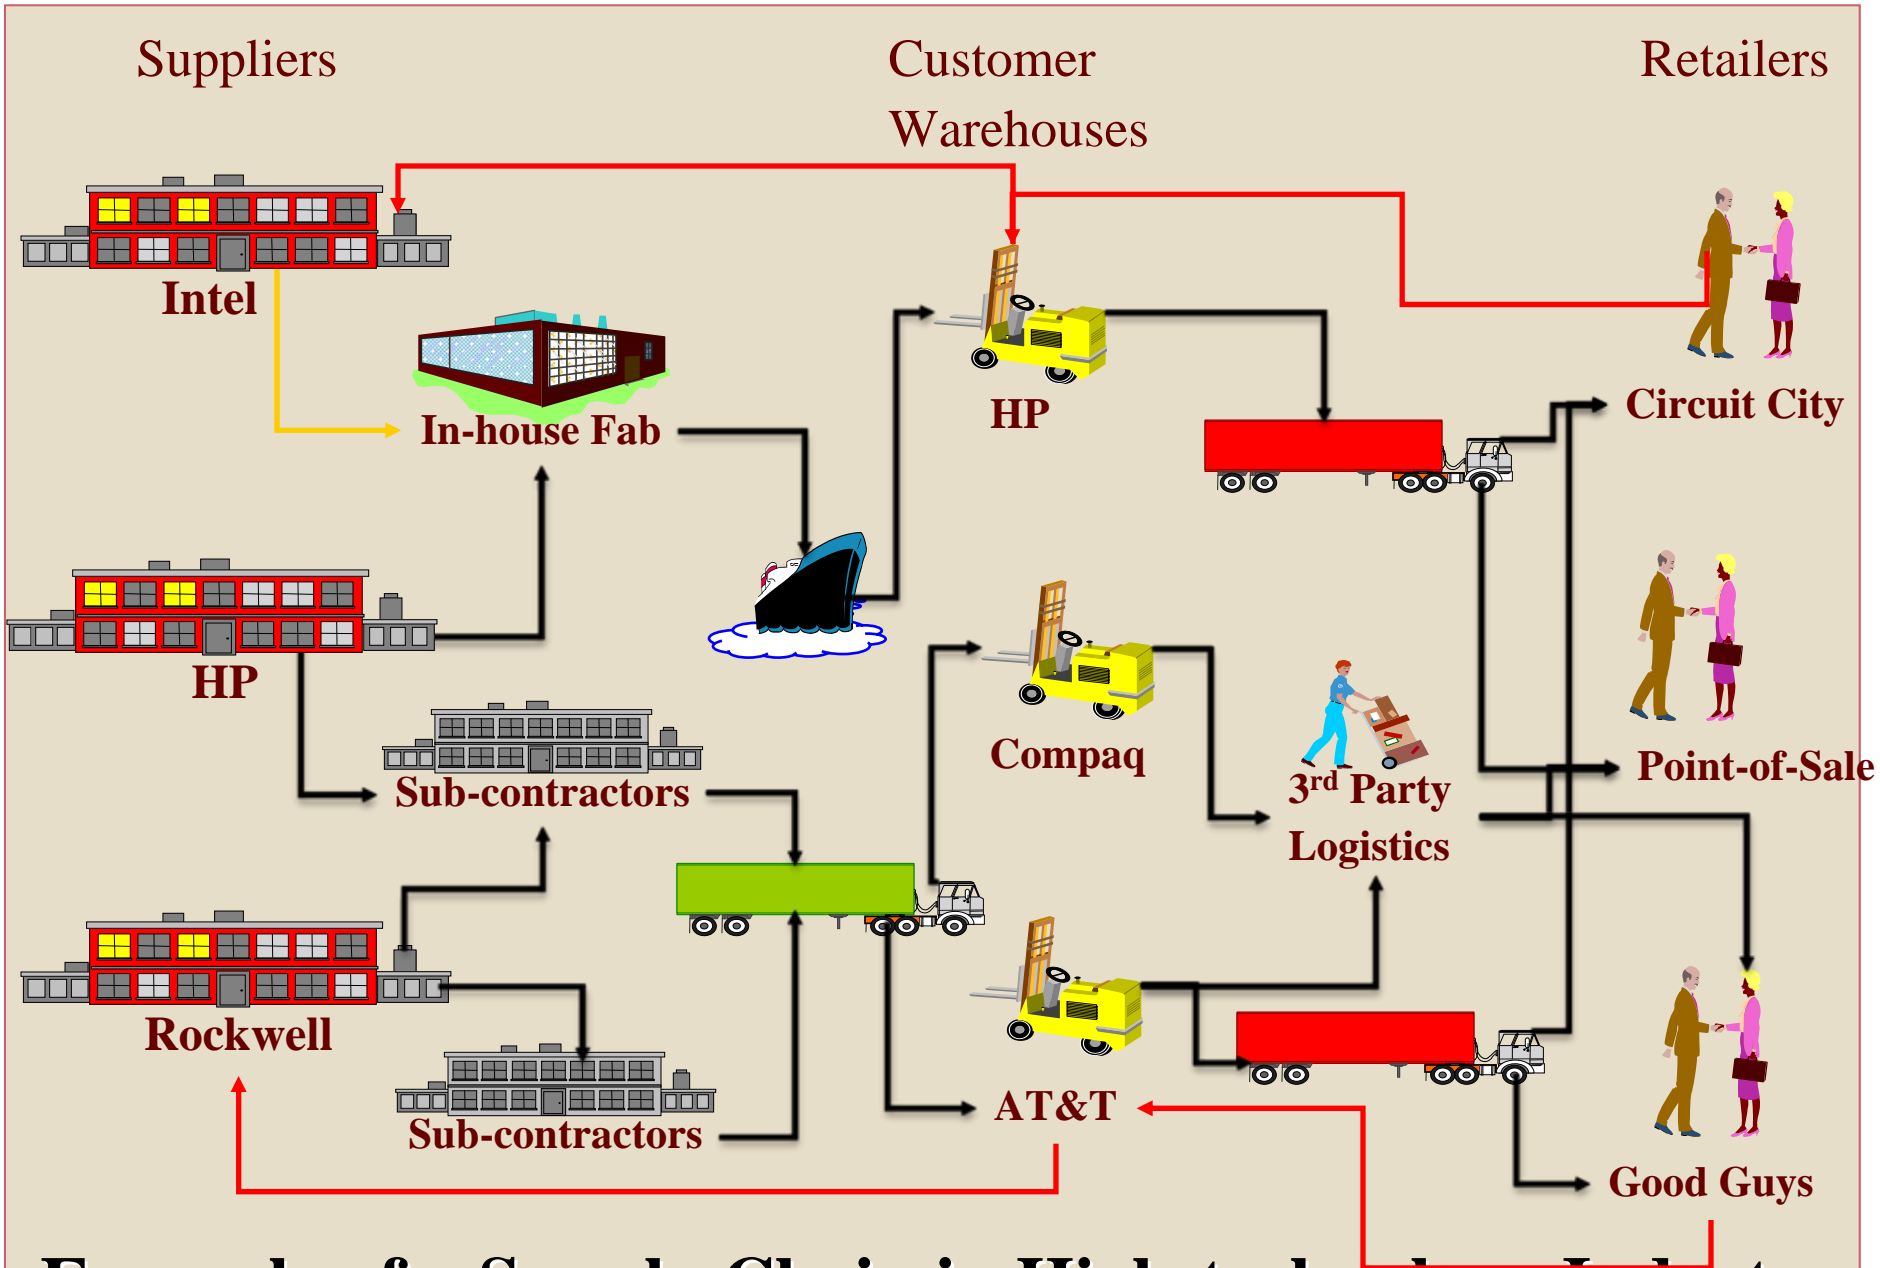 Suppliers
Customer
Warehouses
Retailers
Intel
In-house Fab
HP
Circuit City
HP
Compaq
3rd Party
Logistics
Point-of-Sale
Sub-contractors
Rockwell
Sub-contractors
AT&T
Good Guys